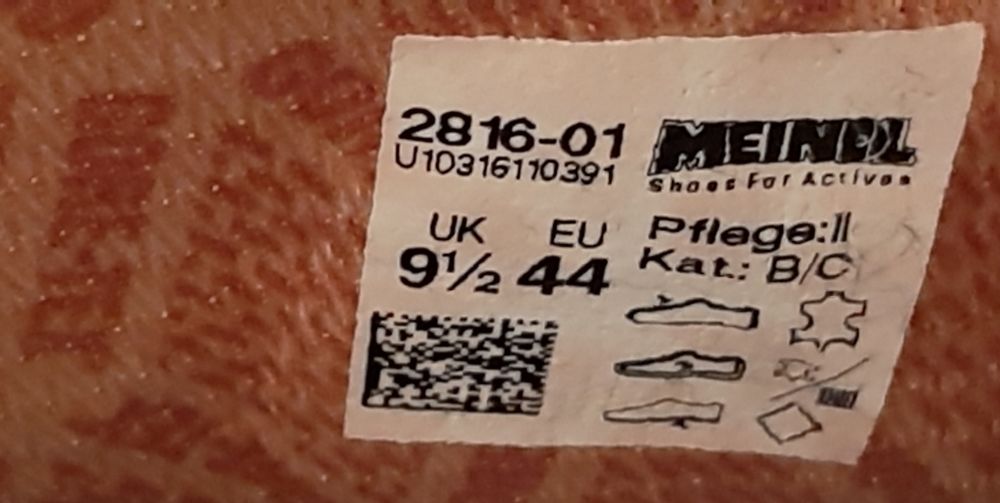 2816-01
U10316110391
MEINDL
Shoes For Actives
UK EU
9½ 44
Pflege:II
Kat.: B/C